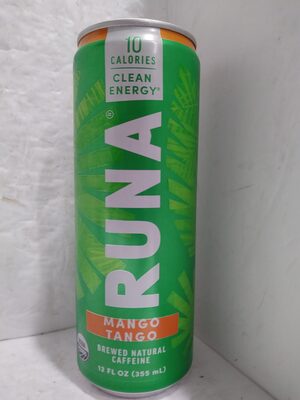 10
CALORIES
CLEAN
ENERGY®
RUNA®
MANGO
TANGO
BREWED NATURAL
CAFFEINE
12 FL OZ (355 mL)